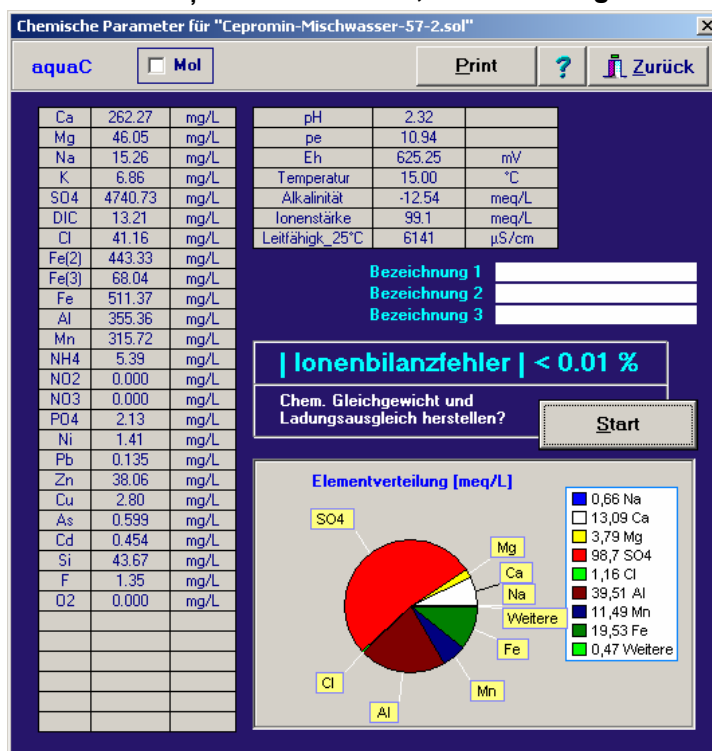 Chemische Parameter für "Cepromin-Mischwasser-57-2.sol"
aquaC
Mol
Print
?
Zurück
Ca 262.27 mg/L
Mg 46.05 mg/L
Na 15.26 mg/L
K 6.86 mg/L
SO4 4740.73 mg/L
DIC 13.21 mg/L
Cl 41.16 mg/L
Fe(2) 443.33 mg/L
Fe(3) 68.04 mg/L
Fe 511.37 mg/L
Al 355.36 mg/L
Mn 315.72 mg/L
NH4 5.39 mg/L
NO2 0.000 mg/L
NO3 0.000 mg/L
PO4 2.13 mg/L
Ni 1.41 mg/L
Pb 0.135 mg/L
Zn 38.06 mg/L
Cu 2.80 mg/L
As 0.599 mg/L
Cd 0.454 mg/L
Si 43.67 mg/L
F 1.35 mg/L
O2 0.000 mg/L
pH 2.32
pe 10.94
Eh 625.25 mV
Temperatur 15.00 °C
Alkalinität -12.54 meq/L
Ionenstärke 99.1 meq/L
Leitfähigk_25°C 6141 µS/cm
Bezeichnung 1
Bezeichnung 2
Bezeichnung 3
| Ionenbilanzfehler | < 0.01 %
Chem. Gleichgewicht und
Ladungsausgleich herstellen?
Start
Elementverteilung [meq/L]
SO4
Mg
Ca
Na
Weitere
Fe
Mn
Al
Cl
0,66 Na
13,09 Ca
3,79 Mg
98,7 SO4
1,16 Cl
39,51 Al
11,49 Mn
19,53 Fe
0,47 Weitere